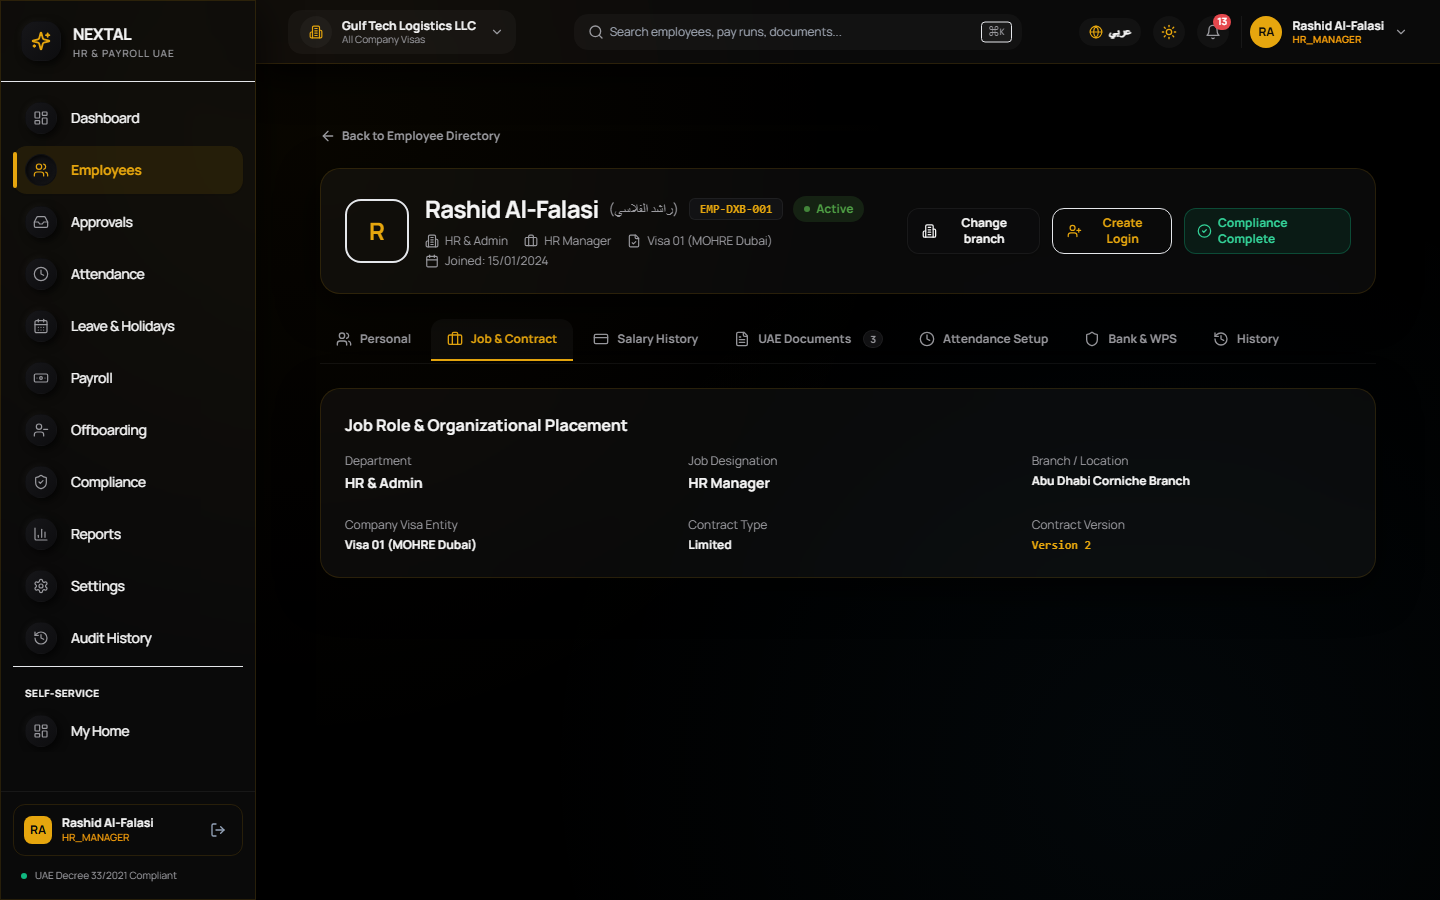 NEXTAL
HR & PAYROLL UAE
Gulf Tech Logistics LLC
All Company Visas
Search employees, pay runs, documents...
⌘K
عربي
13
RA
Rashid Al-Falasi
HR_MANAGER
Dashboard
Employees
Approvals
Attendance
Leave & Holidays
Payroll
Offboarding
Compliance
Reports
Settings
Audit History
SELF-SERVICE
My Home
RA
Rashid Al-Falasi
HR_MANAGER
UAE Decree 33/2021 Compliant
Back to Employee Directory
R
Rashid Al-Falasi (راشد الفلاسي) EMP-DXB-001 Active
HR & Admin HR Manager Visa 01 (MOHRE Dubai)
Joined: 15/01/2024
Change branch
Create Login
Compliance Complete
Personal Job & Contract Salary History UAE Documents 3 Attendance Setup Bank & WPS History
Job Role & Organizational Placement
Department
HR & Admin
Job Designation
HR Manager
Branch / Location
Abu Dhabi Corniche Branch
Company Visa Entity
Visa 01 (MOHRE Dubai)
Contract Type
Limited
Contract Version
Version 2